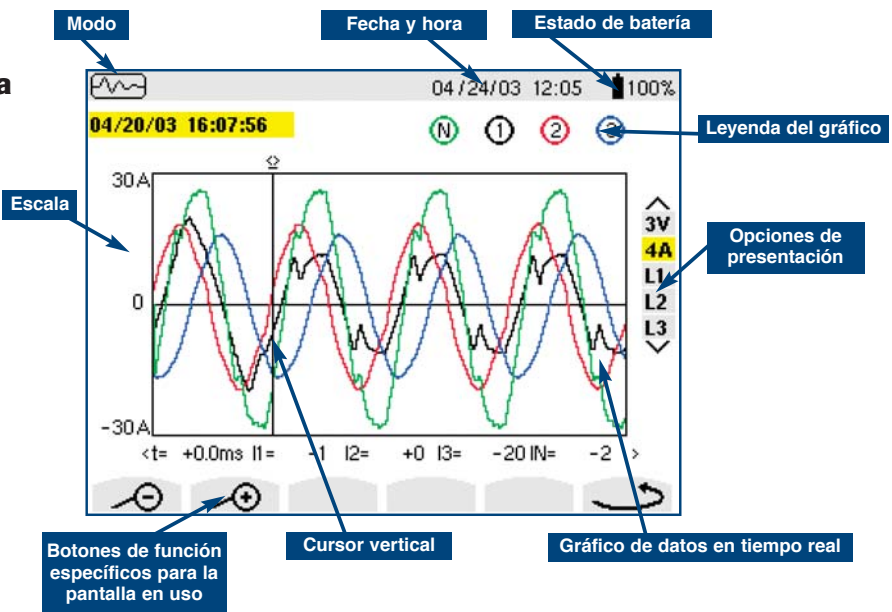 Modo
Fecha y hora
Estado de batería
a
04/24/03 12:05 100%
04/20/03 16:07:56
N 1 2 3
Leyenda del gráfico
Escala
30A
0
-30A
3V
4A
L1
L2
L3
Opciones de
presentación
<t= +0.0ms I1= -1 I2= +0 I3= -20 IN= -2 >
Botones de función
específicos para la
pantalla en uso
Cursor vertical
Gráfico de datos en tiempo real